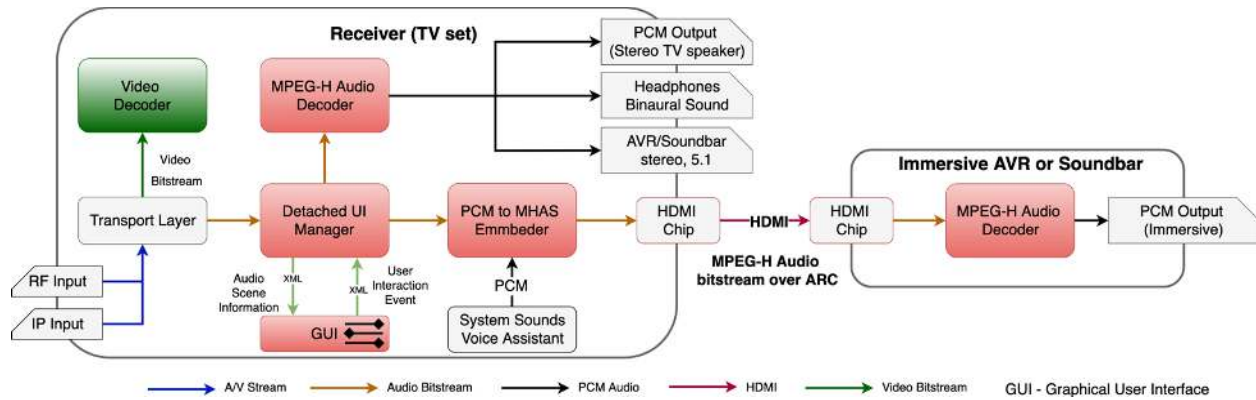 Receiver (TV set)
Video
Decoder
MPEG-H Audio
Decoder
PCM Output
(Stereo TV speaker)
Headphones
Binaural Sound
AVR/Soundbar
stereo, 5.1
Video
Bitstream
Transport Layer
Detached UI
Manager
PCM to MHAS
Emmbeder
HDMI
Chip
HDMI
MPEG-H Audio
bitstream over ARC
Immersive AVR or Soundbar
HDMI
Chip
MPEG-H Audio
Decoder
PCM Output
(Immersive)
RF Input
IP Input
Audio
Scene
Information
XML
XML
User
Interaction
Event
GUI
PCM
System Sounds
Voice Assistant
A/V Stream
Audio Bitstream
PCM Audio
HDMI
Video Bitstream
GUI - Graphical User Interface